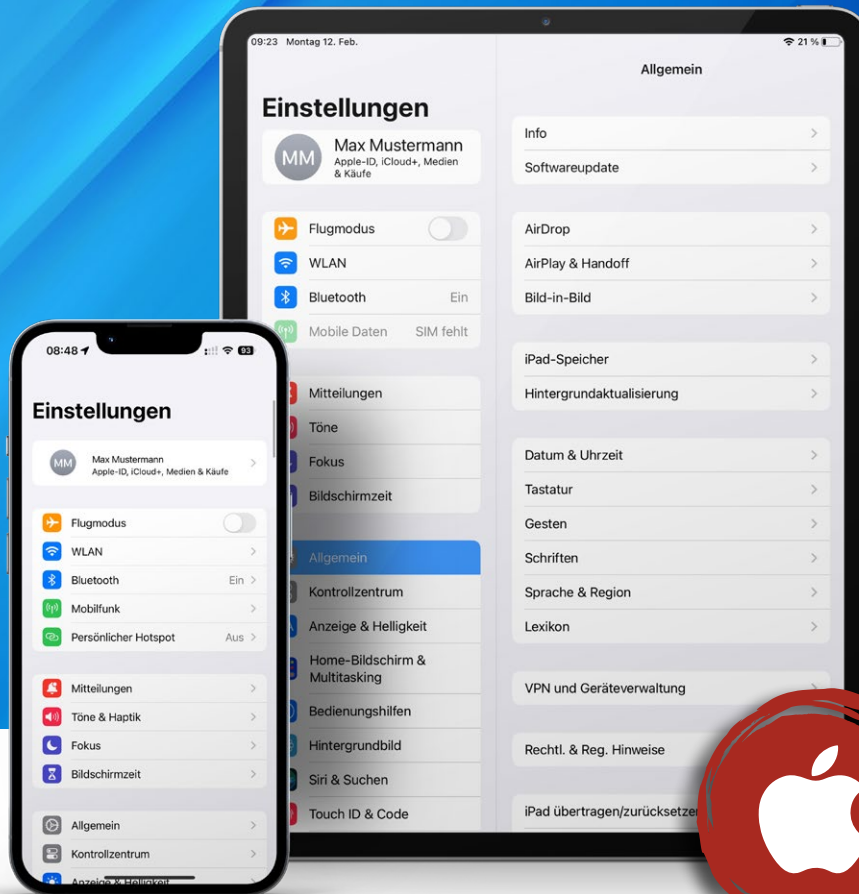 09:23 Montag 12. Feb.
21 %
Einstellungen
MM
Max Mustermann
Apple-ID, iCloud+, Medien
& Käufe
Flugmodus
WLAN
Bluetooth Ein
Mobile Daten SIM fehlt
Mitteilungen
Töne
Fokus
Bildschirmzeit
Allgemein
Kontrollzentrum
Anzeige & Helligkeit
Home-Bildschirm &
Multitasking
Bedienungshilfen
Hintergrundbild
Siri & Suchen
Touch ID & Code
Allgemein
Info
Softwareupdate
AirDrop
AirPlay & Handoff
Bild-in-Bild
iPad-Speicher
Hintergrundaktualisierung
Datum & Uhrzeit
Tastatur
Gesten
Schriften
Sprache & Region
Lexikon
VPN und Geräteverwaltung
Rechtl. & Reg. Hinweise
iPad übertragen/zurücksetzen
08:48
93
Einstellungen
MM
Max Mustermann
Apple-ID, iCloud+, Medien & Käufe
Flugmodus
WLAN
Bluetooth Ein
Mobilfunk
Persönlicher Hotspot Aus
Mitteilungen
Töne & Haptik
Fokus
Bildschirmzeit
Allgemein
Kontrollzentrum
Anzeige & Helligkeit